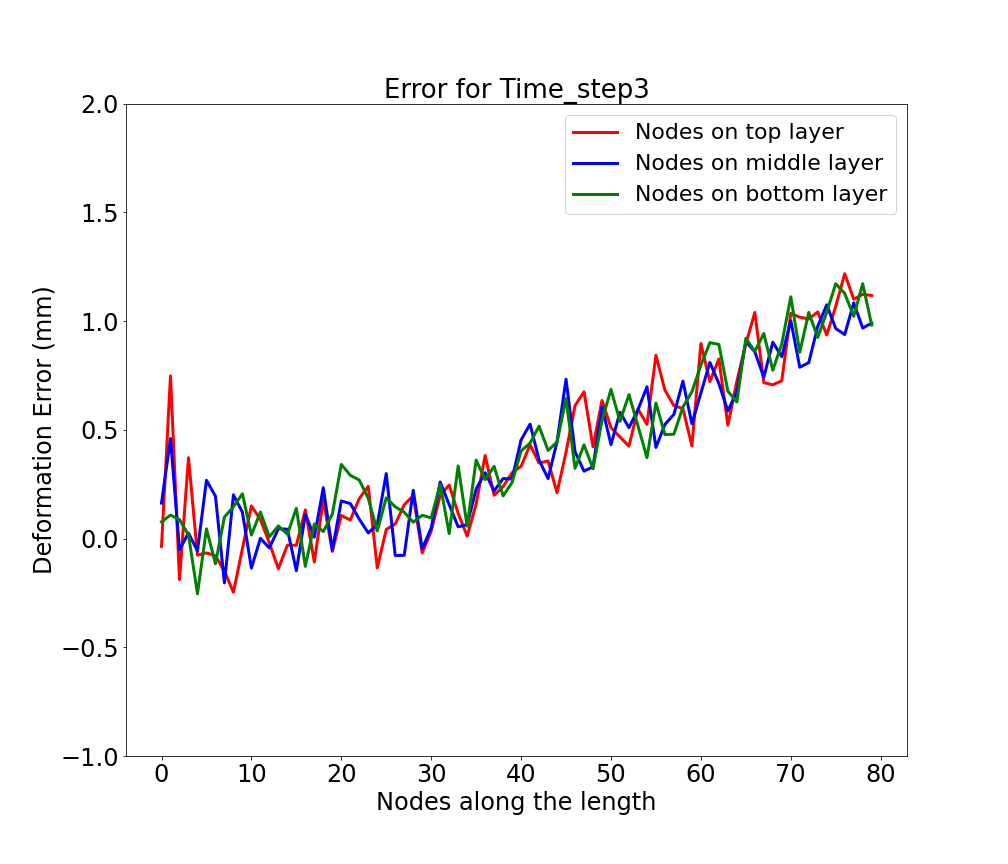 Error for Time_step3
Nodes on top layer
Nodes on middle layer
Nodes on bottom layer
Deformation Error (mm)
2.0
1.5
1.0
0.5
0.0
−0.5
−1.0
0 10 20 30 40 50 60 70 80
Nodes along the length